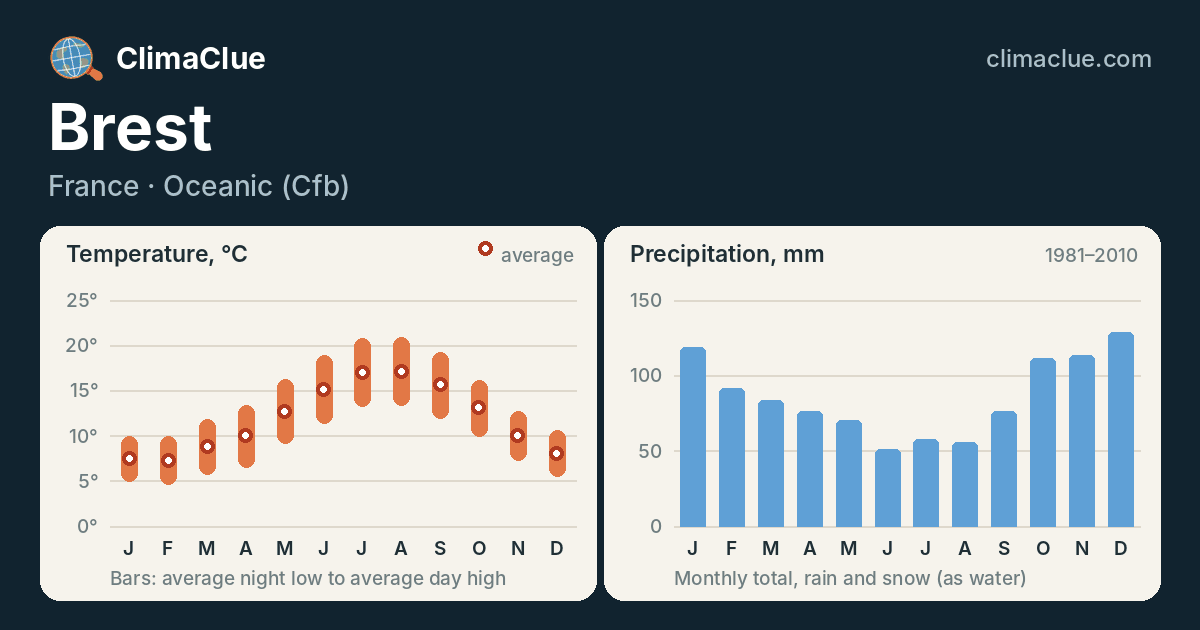 ClimaClue
climaclue.com
Brest
France · Oceanic (Cfb)
Temperature, °C
average
25°
20°
15°
10°
5°
0°
J F M A M J J A S O N D
Bars: average night low to average day high
Precipitation, mm
1981–2010
150
100
50
0
J F M A M J J A S O N D
Monthly total, rain and snow (as water)